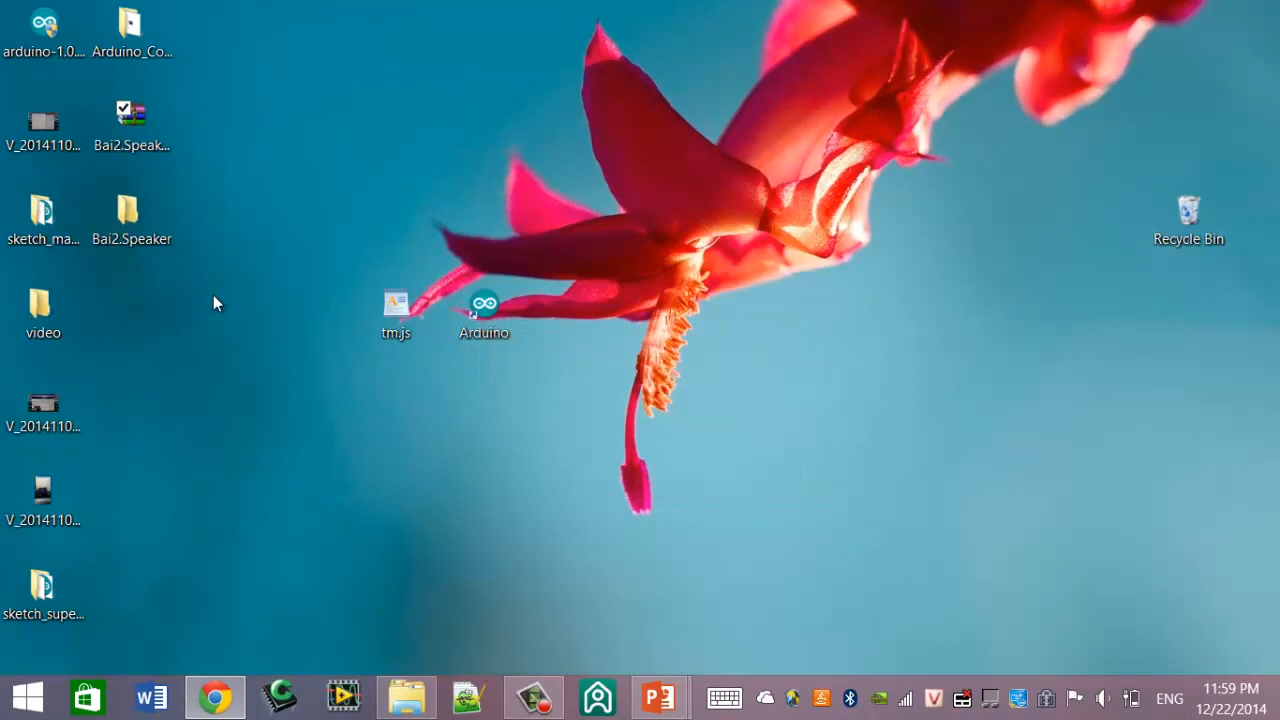 arduino-1.0....
Arduino_Co...
V_2014110...
Bai2.Speak...
sketch_ma...
Bai2.Speaker
Recycle Bin
video
tm.js
Arduino
V_2014110...
V_2014110...
sketch_supe...
ENG
11:59 PM
12/22/2014